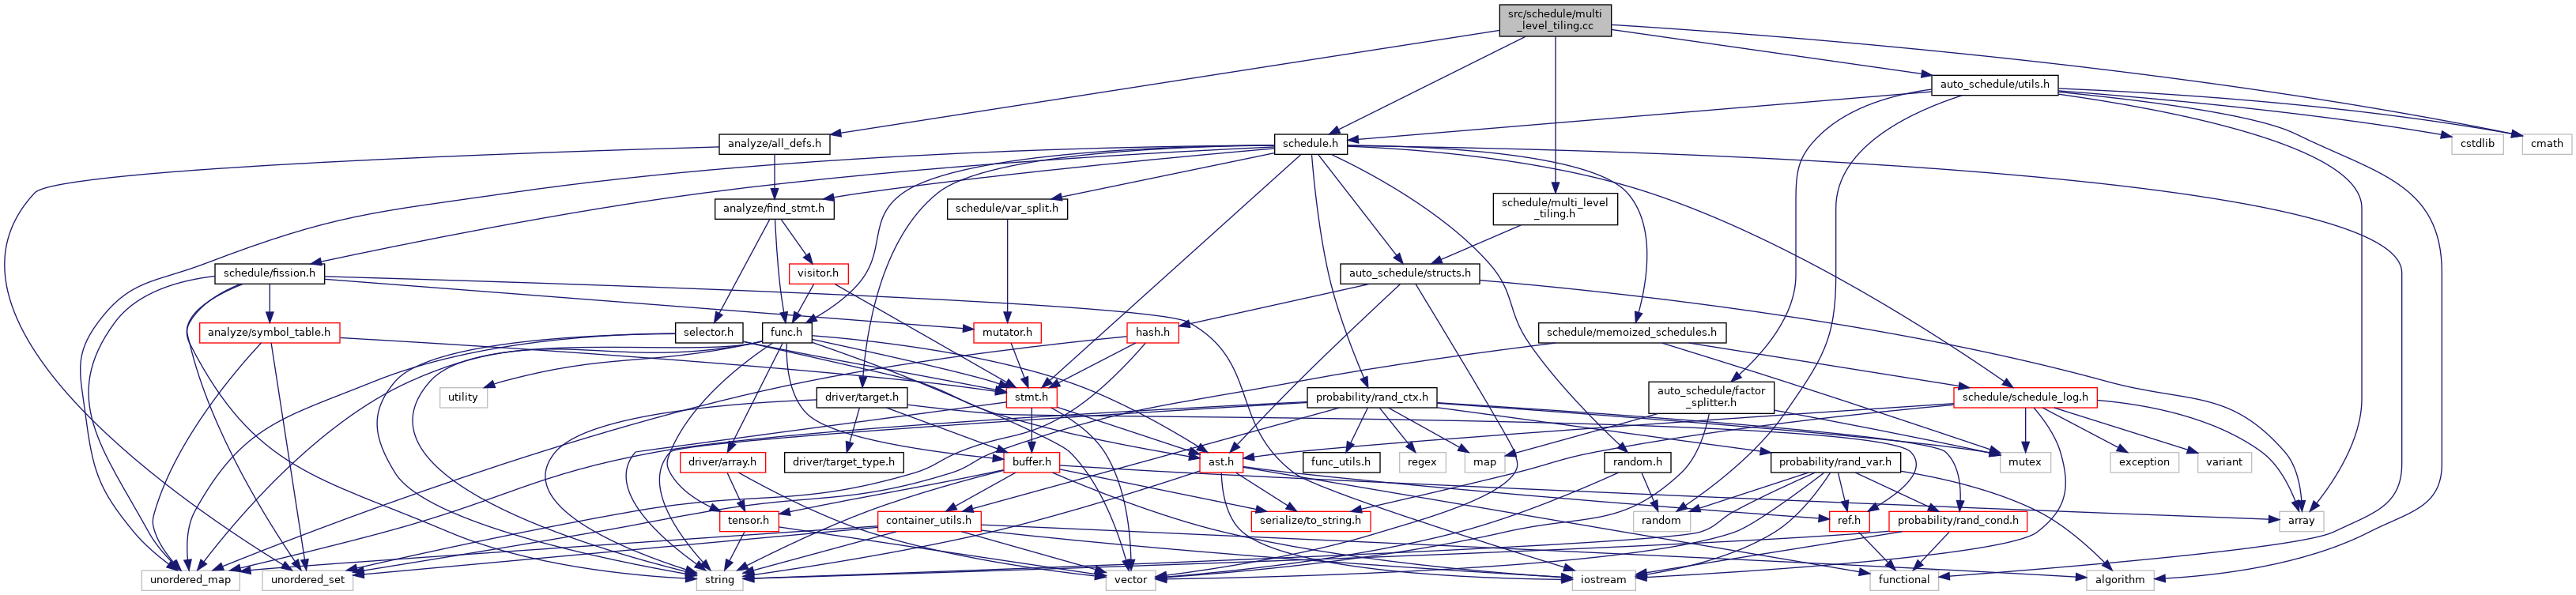 src/schedule/multi
_level_tiling.cc
auto_schedule/utils.h
analyze/all_defs.h
schedule.h
cstdlib
cmath
analyze/find_stmt.h
schedule/var_split.h
schedule/multi_level
_tiling.h
schedule/fission.h
visitor.h
auto_schedule/structs.h
analyze/symbol_table.h
selector.h
func.h
mutator.h
hash.h
schedule/memoized_schedules.h
utility
driver/target.h
stmt.h
probability/rand_ctx.h
auto_schedule/factor
_splitter.h
schedule/schedule_log.h
driver/array.h
driver/target_type.h
buffer.h
ast.h
func_utils.h
regex
map
random.h
probability/rand_var.h
mutex
exception
variant
tensor.h
container_utils.h
serialize/to_string.h
random
ref.h
probability/rand_cond.h
array
unordered_map
unordered_set
string
vector
iostream
functional
algorithm